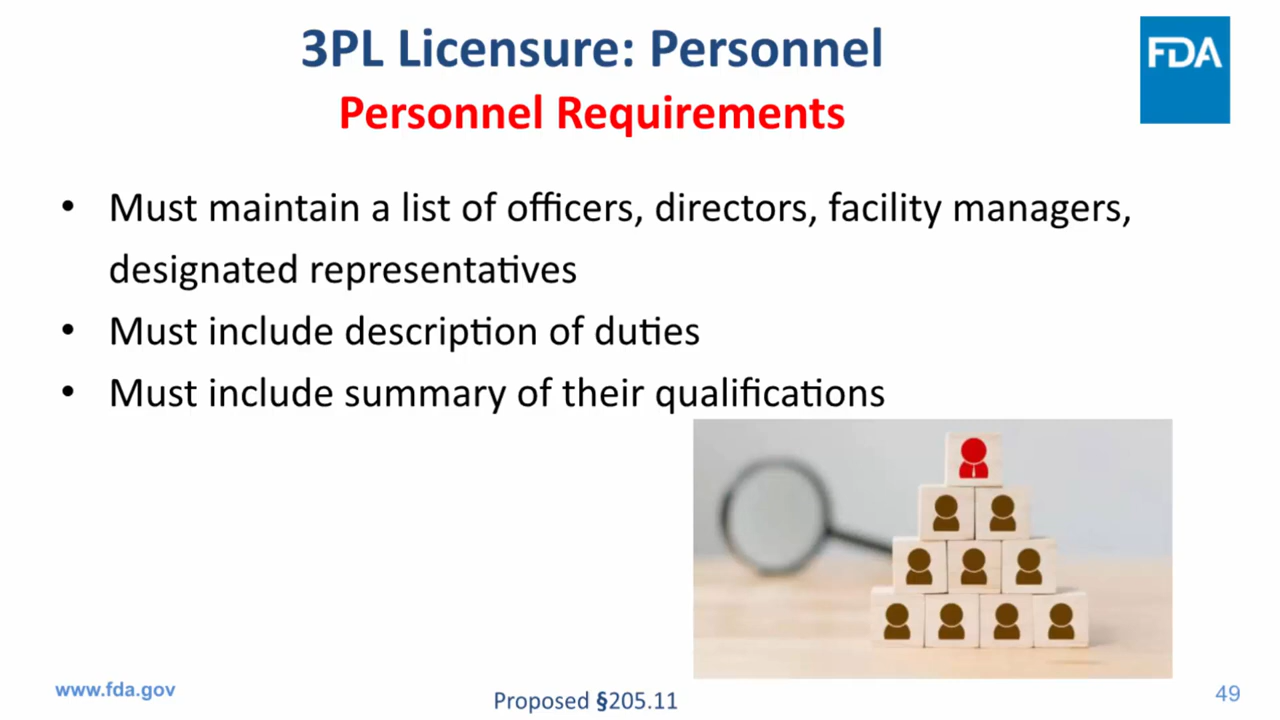 3PL Licensure: Personnel
FDA
Personnel Requirements
• Must maintain a list of officers, directors, facility managers,
designated representatives
• Must include description of duties
• Must include summary of their qualifications
www.fda.gov
Proposed §205.11
49